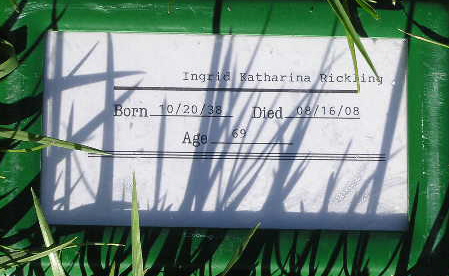 Ingrid Katharina Rickling
Born 10/20/38 Died 08/16/08
Age 69